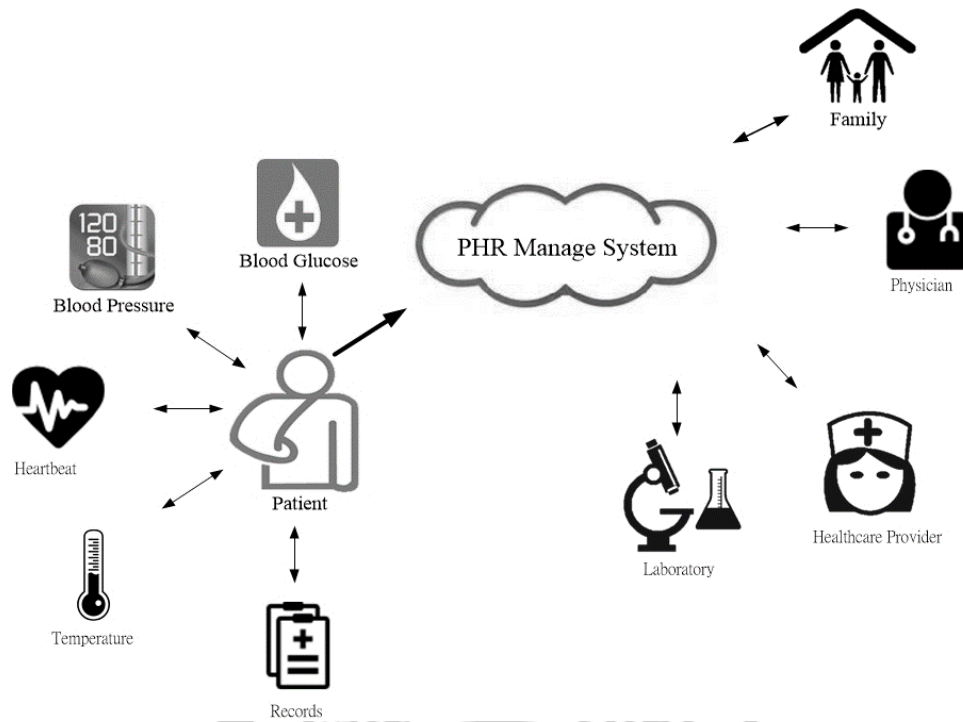 Family
PHR Manage System
Physician
Blood Glucose
120
80
Blood Pressure
Heartbeat
Patient
Healthcare Provider
Laboratory
Temperature
Records